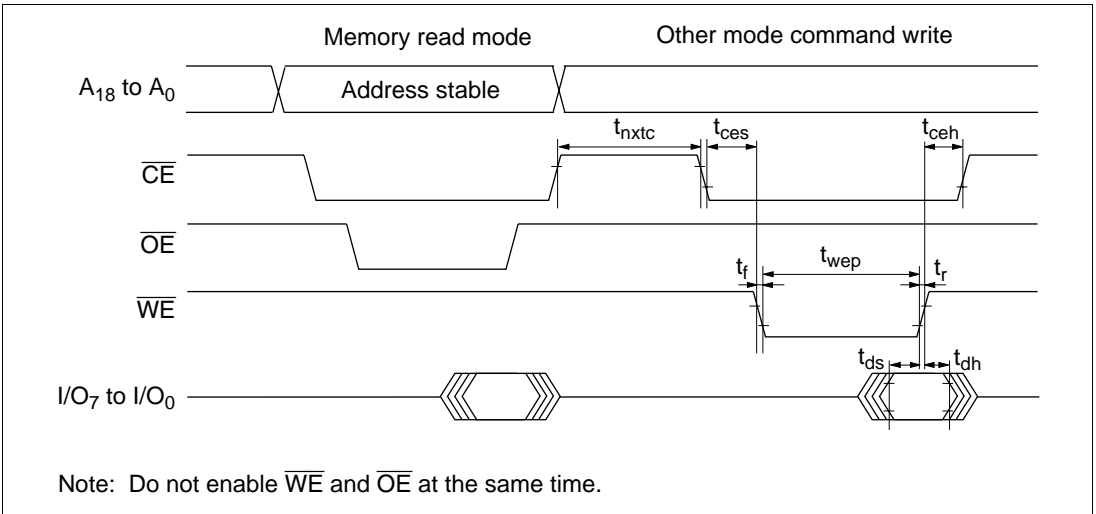 Memory read mode
Other mode command write
A18 to A0
Address stable
tnxtc
tces
tceh
CE
OE
tf
twep
tr
WE
tds
tdh
I/O7 to I/O0
Note: Do not enable WE and OE at the same time.